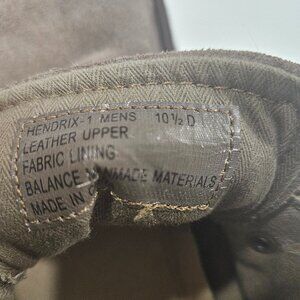 HENDRIX-1 MENS 10½ D
LEATHER UPPER
FABRIC LINING
BALANCE MANMADE MATERIALS
MADE IN